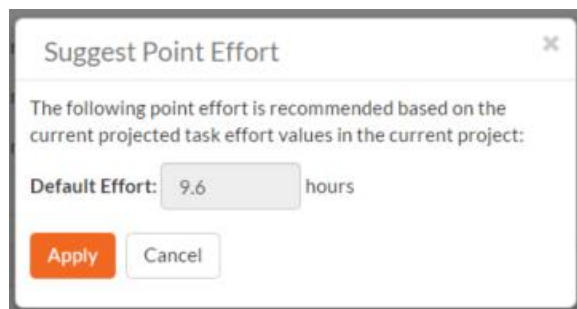 Suggest Point Effort
The following point effort is recommended based on the
current projected task effort values in the current project:
Default Effort: 9.6 hours
Apply Cancel